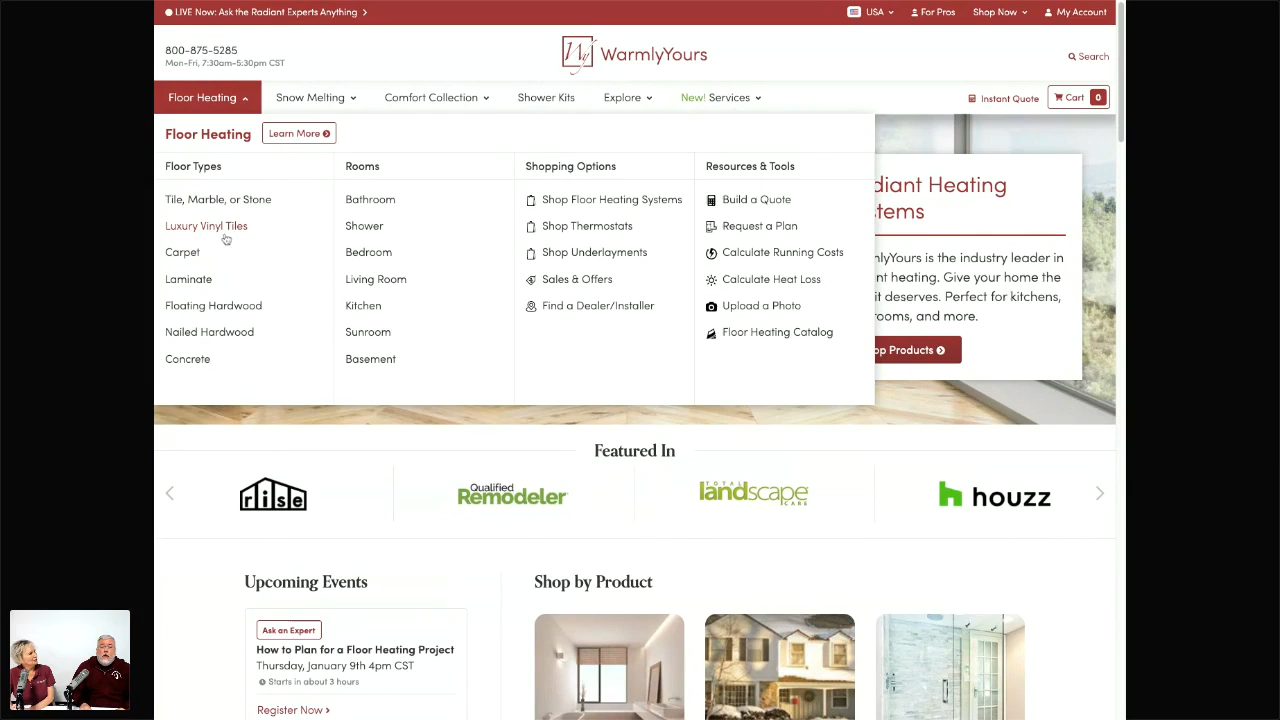 LIVE Now: Ask the Radiant Experts Anything
USA
For Pros
Shop Now
My Account
800-875-5285
Mon-Fri, 7:30am-5:30pm CST
Wy WarmlyYours
Search
Floor Heating
Snow Melting
Comfort Collection
Shower Kits
Explore
New! Services
Instant Quote
Cart 0
Floor Heating
Learn More
Floor Types
Tile, Marble, or Stone
Luxury Vinyl Tiles
Carpet
Laminate
Floating Hardwood
Nailed Hardwood
Concrete
Rooms
Bathroom
Shower
Bedroom
Living Room
Kitchen
Sunroom
Basement
Shopping Options
Shop Floor Heating Systems
Shop Thermostats
Shop Underlayments
Sales & Offers
Find a Dealer/Installer
Resources & Tools
Build a Quote
Request a Plan
Calculate Running Costs
Calculate Heat Loss
Upload a Photo
Floor Heating Catalog
diant Heating
tems
mlyYours is the industry leader in
nt heating. Give your home the
it deserves. Perfect for kitchens,
rooms, and more.
op Products
Featured In
rise
Qualified
Remodeler
TOTAL
landscape
CARE
houzz
Upcoming Events
Ask an Expert
How to Plan for a Floor Heating Project
Thursday, January 9th 4pm CST
Starts in about 3 hours
Register Now
Shop by Product